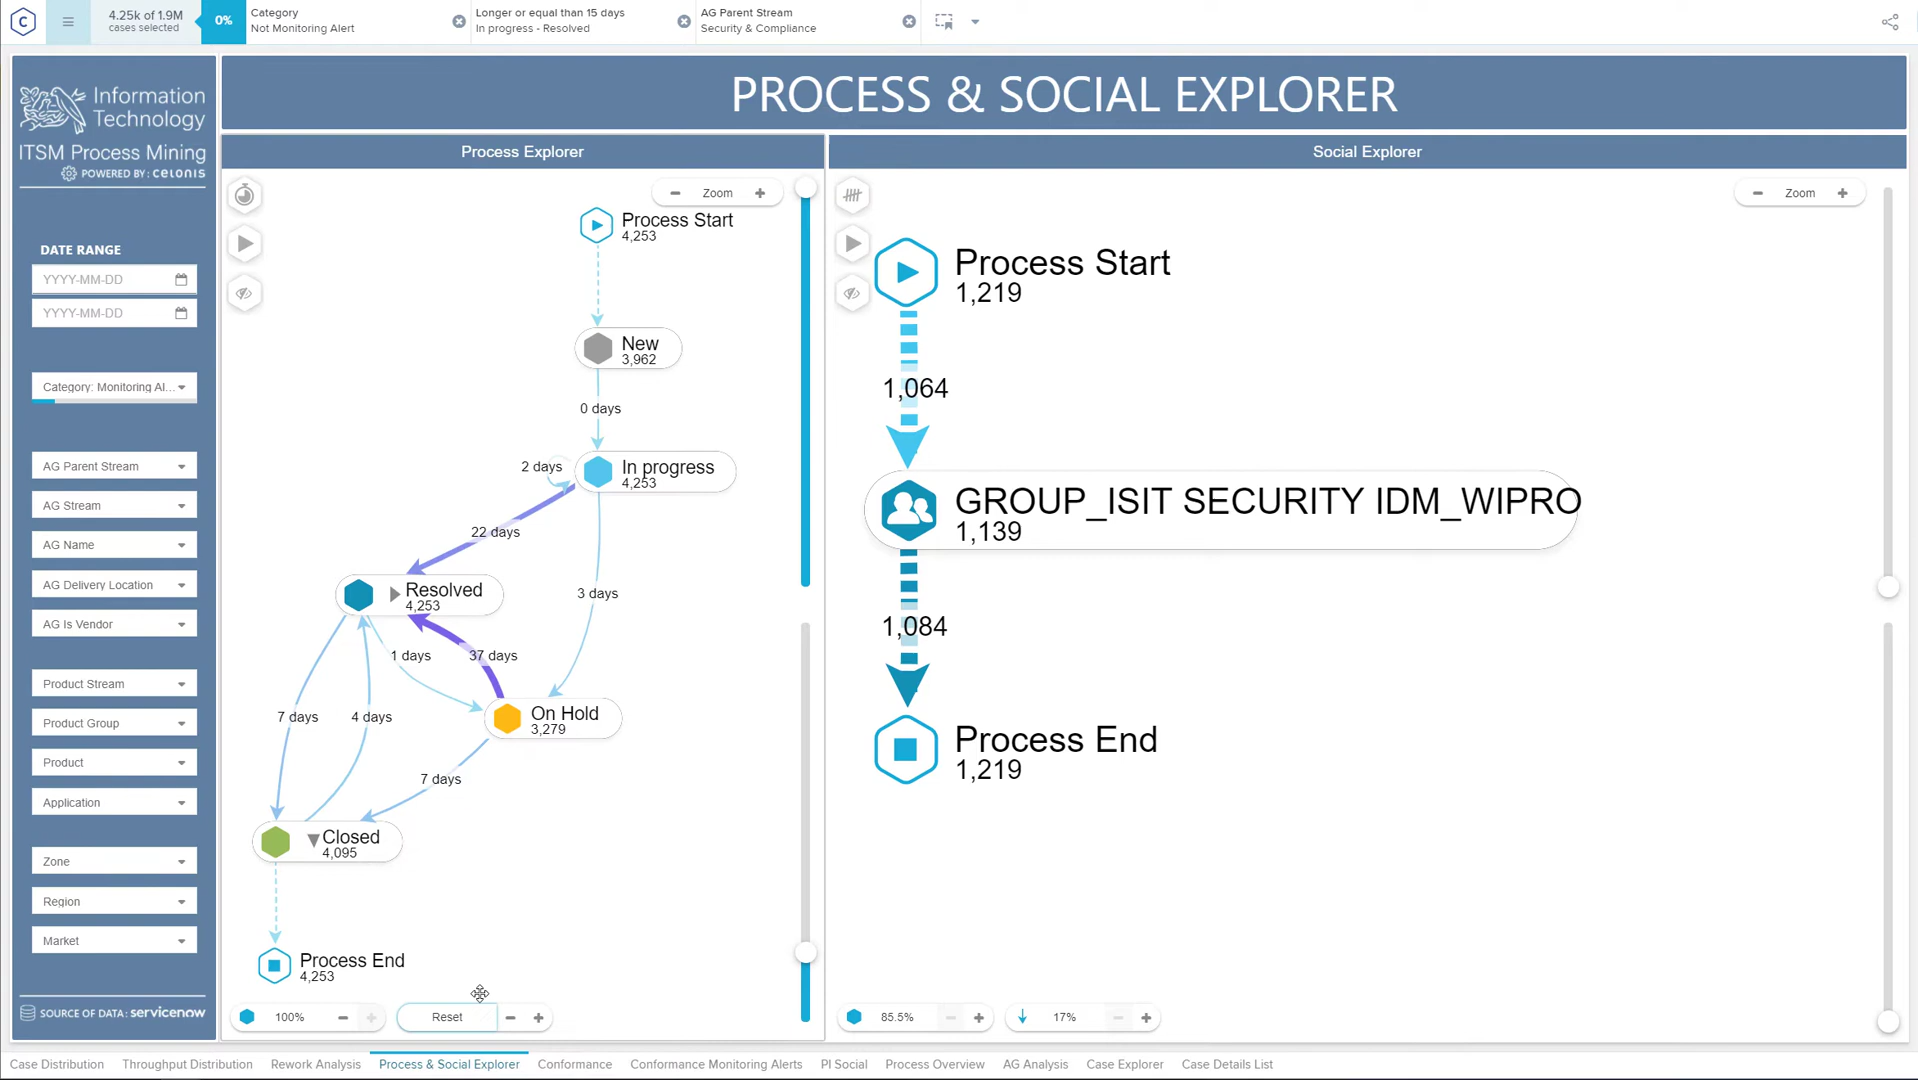 C
4.25k of 1.9M
cases selected
0%
Category
Not Monitoring Alert
Longer or equal than 15 days
In progress - Resolved
AG Parent Stream
Security & Compliance
Information
Technology
ITSM Process Mining
POWERED BY: CELONIS
DATE RANGE
YYYY-MM-DD
YYYY-MM-DD
Category: Monitoring Al...
AG Parent Stream
AG Stream
AG Name
AG Delivery Location
AG Is Vendor
Product Stream
Product Group
Product
Application
Zone
Region
Market
SOURCE OF DATA: servicenow
PROCESS & SOCIAL EXPLORER
Process Explorer
Zoom
Process Start
4,253
New
3,962
0 days
2 days
In progress
4,253
22 days
3 days
Resolved
4,253
1 days
37 days
7 days
4 days
On Hold
3,279
7 days
Closed
4,095
Process End
4,253
100%
Reset
Social Explorer
Zoom
Process Start
1,219
1,064
GROUP_ISIT SECURITY IDM_WIPRO
1,139
1,084
Process End
1,219
85.5%
17%
Case Distribution
Throughput Distribution
Rework Analysis
Process & Social Explorer
Conformance
Conformance Monitoring Alerts
PI Social
Process Overview
AG Analysis
Case Explorer
Case Details List